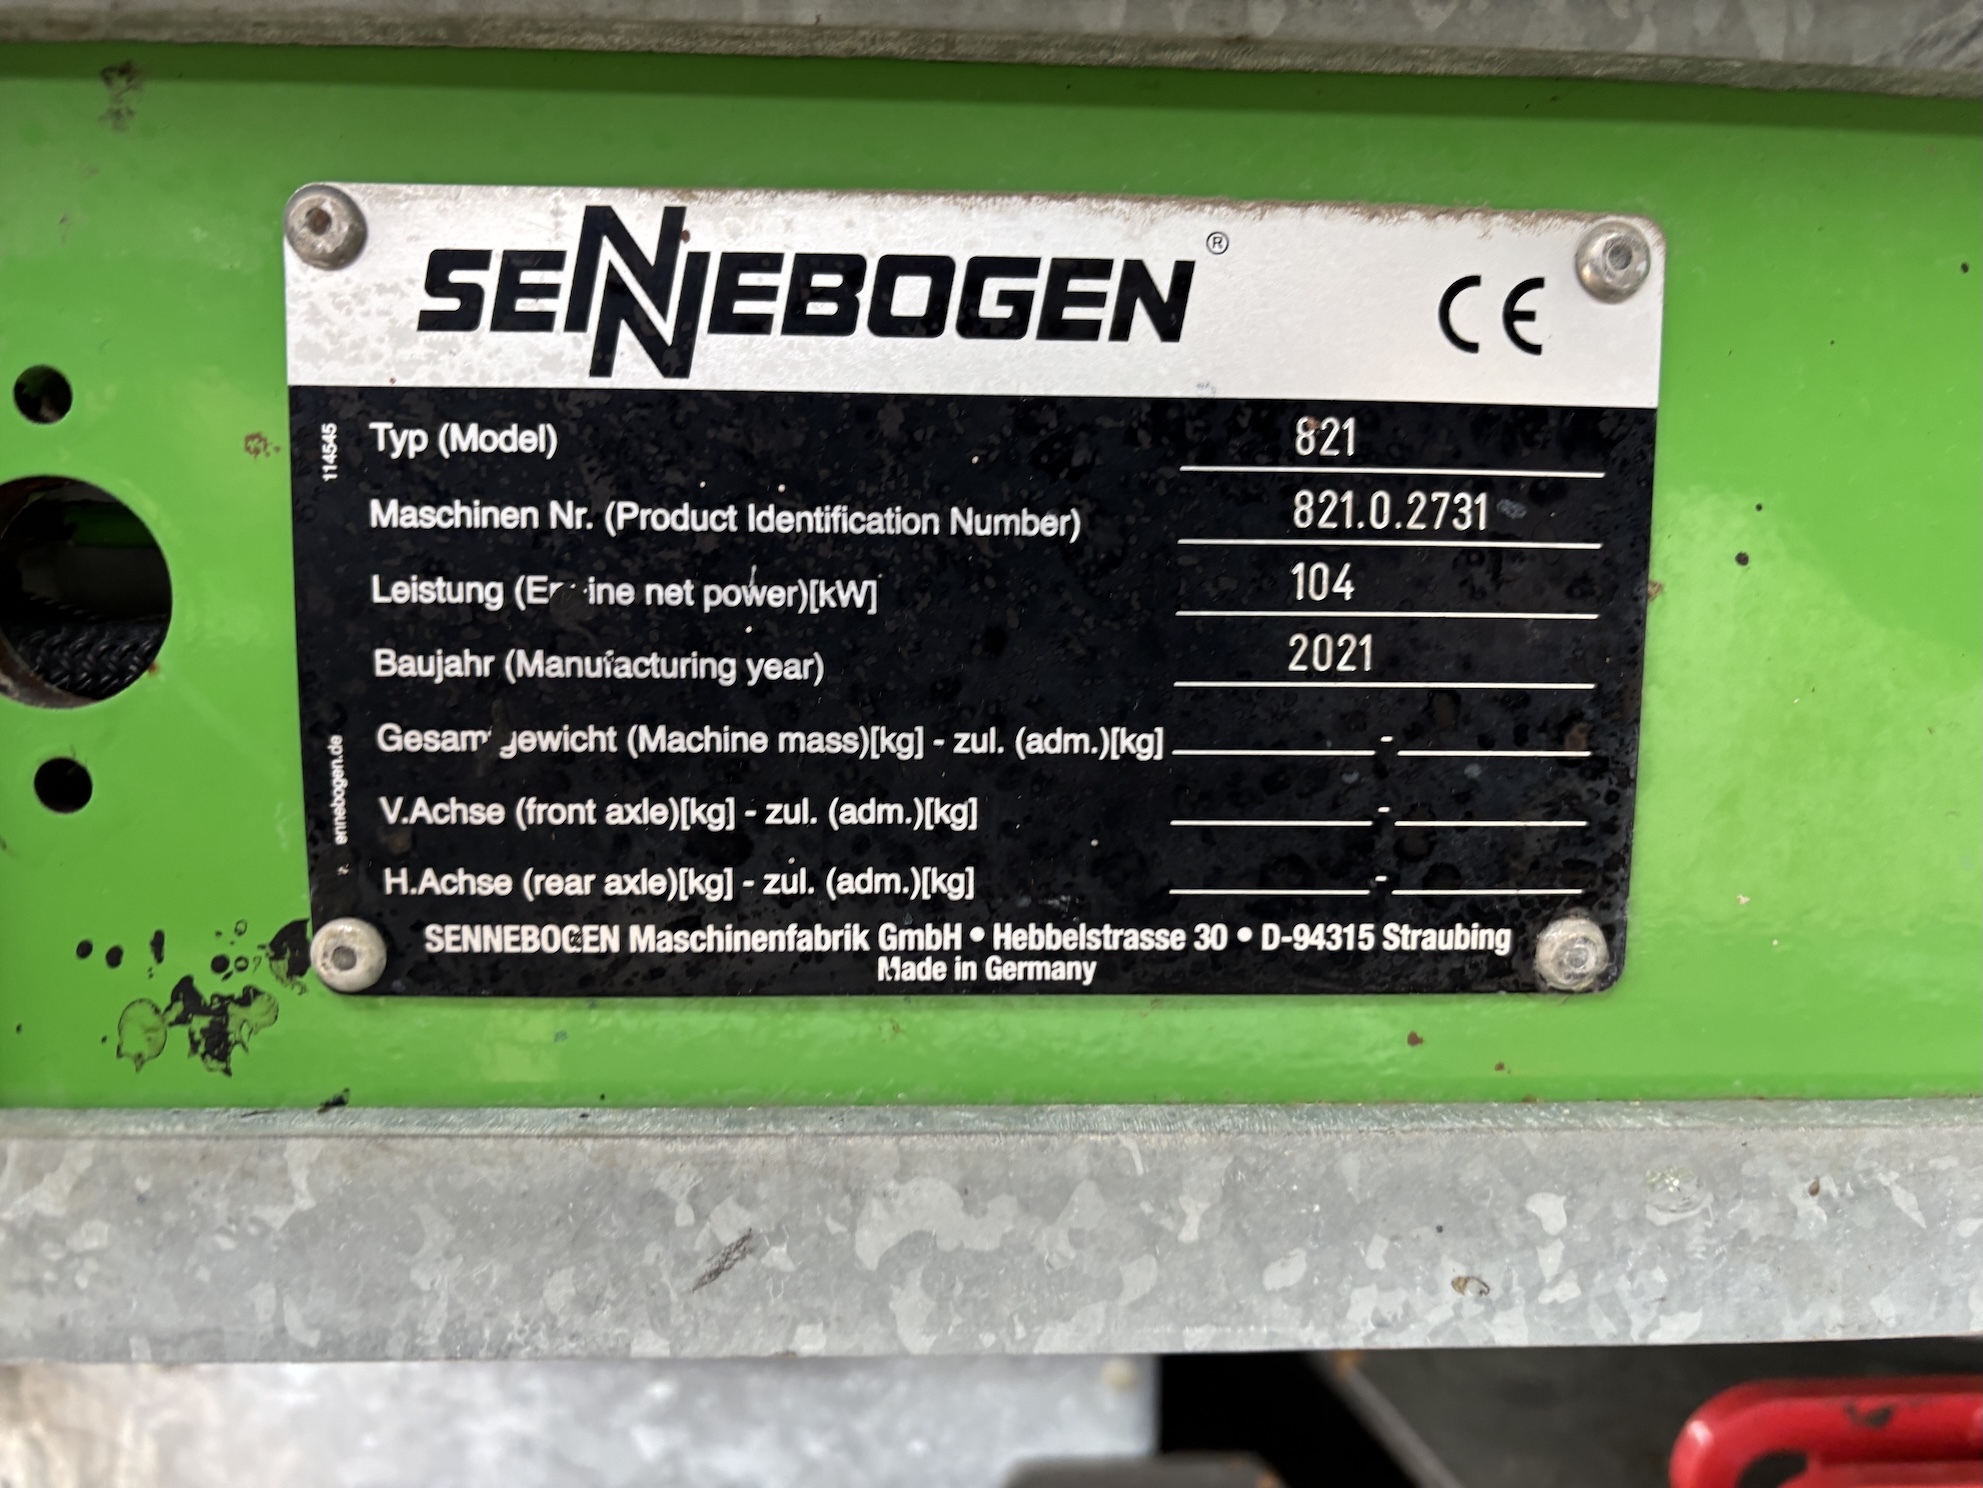 SENNEBOGEN ®
CE
114545
Typ (Model) 821
Maschinen Nr. (Product Identification Number) 821.0.2731
Leistung (Engine net power)[kW] 104
Baujahr (Manufacturing year) 2021
Gesamtgewicht (Machine mass)[kg] - zul. (adm.)[kg] -
V.Achse (front axle)[kg] - zul. (adm.)[kg] -
H.Achse (rear axle)[kg] - zul. (adm.)[kg] -
SENNEBOGEN Maschinenfabrik GmbH • Hebbelstrasse 30 • D-94315 Straubing
Made in Germany